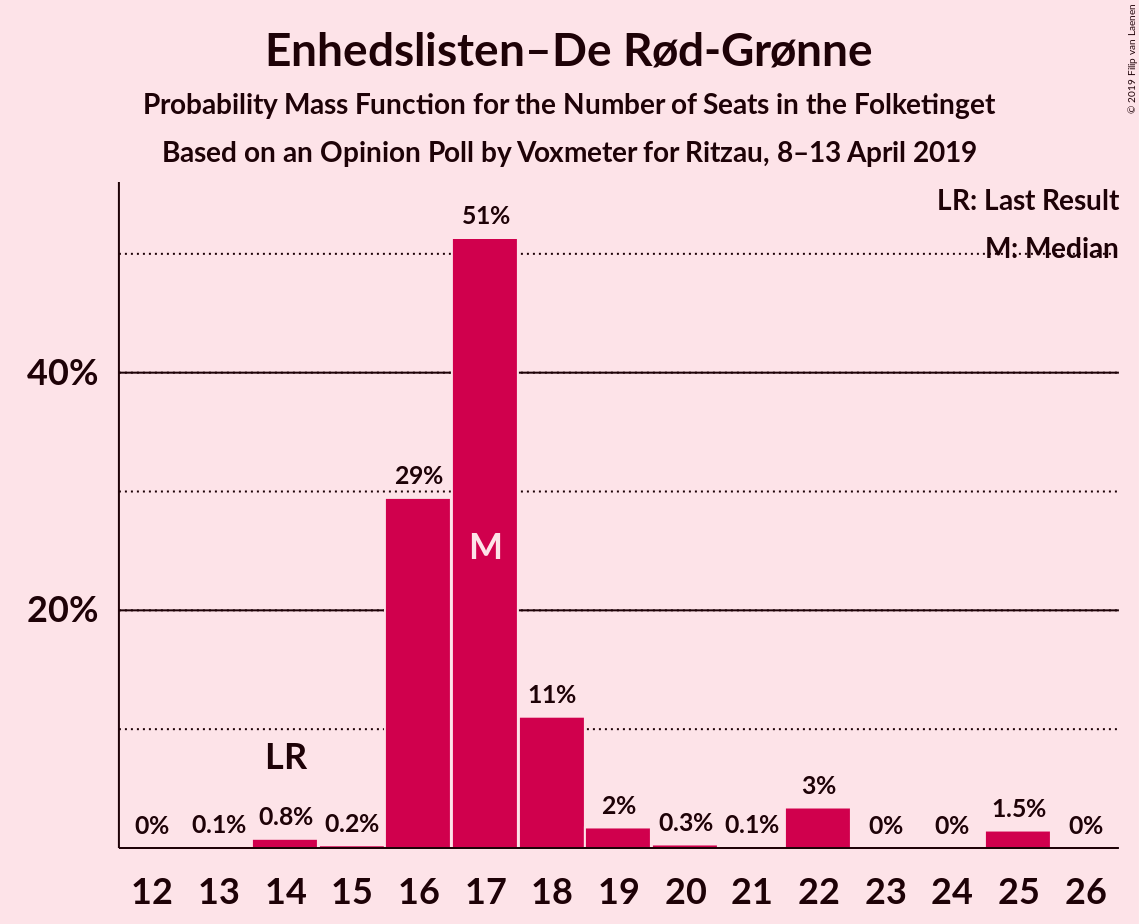 Enhedslisten–De Rød-Grønne
Probability Mass Function for the Number of Seats in the Folketinget
Based on an Opinion Poll by Voxmeter for Ritzau, 8–13 April 2019
© 2019 Filip van Laenen
LR: Last Result
M: Median
51%
40%
29%
M
20%
11%
LR
3%
2%
1.5%
0.8%
0% 0.1% 0.2% 0.3% 0.1% 0% 0% 0%
12 13 14 15 16 17 18 19 20 21 22 23 24 25 26